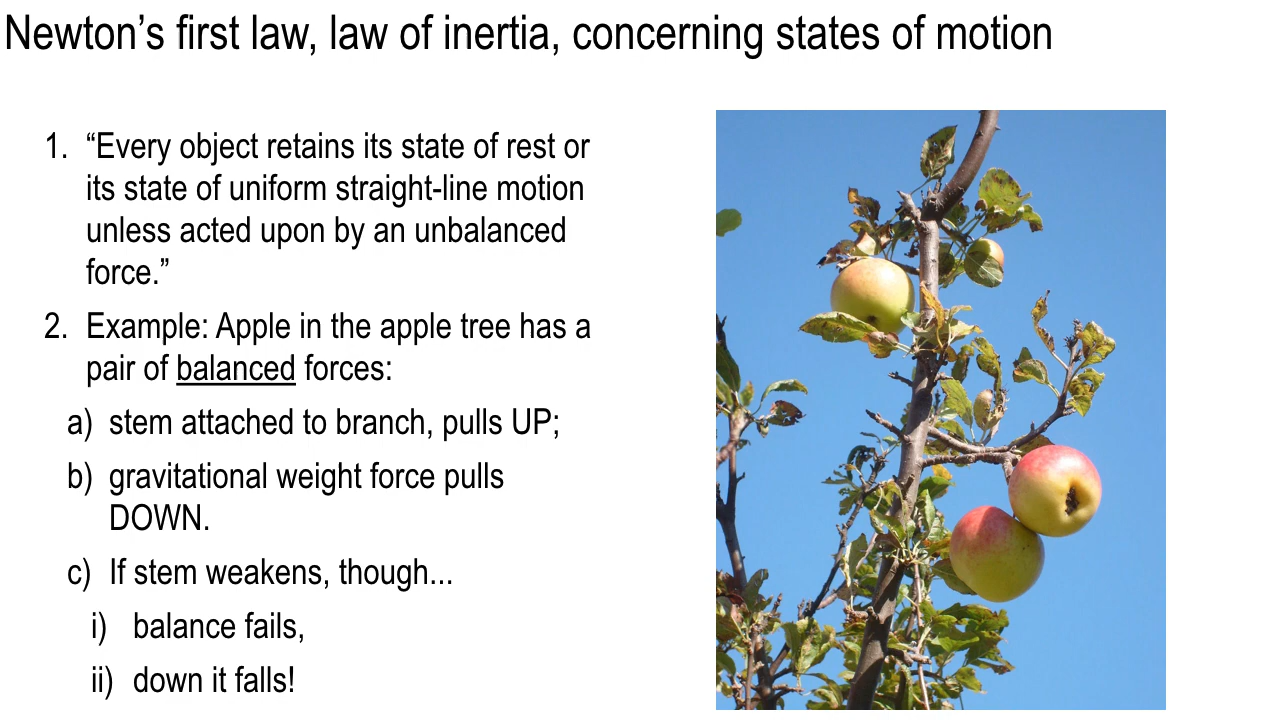 Newton’s first law, law of inertia, concerning states of motion
1. “Every object retains its state of rest or
its state of uniform straight-line motion
unless acted upon by an unbalanced
force.”
2. Example: Apple in the apple tree has a
pair of balanced forces:
a) stem attached to branch, pulls UP;
b) gravitational weight force pulls
DOWN.
c) If stem weakens, though...
i) balance fails,
ii) down it falls!